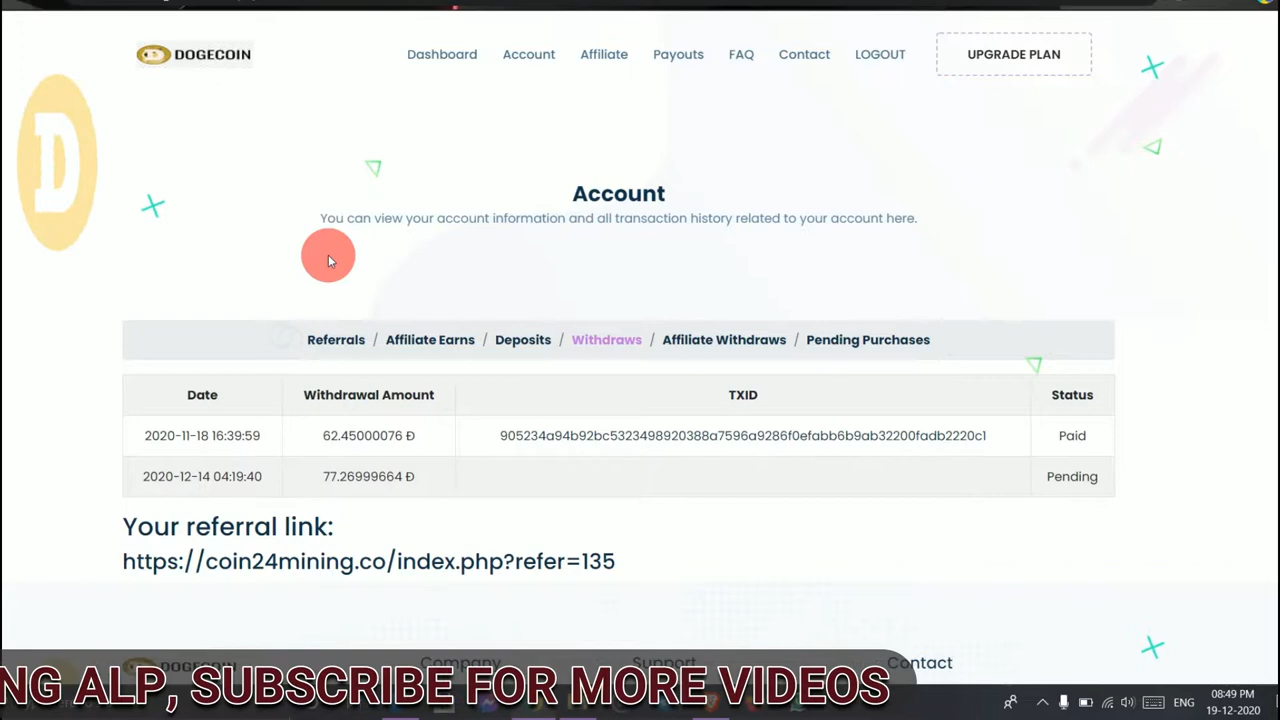 DOGECOIN
Dashboard Account Affiliate Payouts FAQ Contact LOGOUT UPGRADE PLAN
D
Account
You can view your account information and all transaction history related to your account here.
Referrals / Affiliate Earns / Deposits / Withdraws / Affiliate Withdraws / Pending Purchases
Date Withdrawal Amount TXID Status
2020-11-18 16:39:59 62.45000076 Ð 905234a94b92bc5323498920388a7596a9286f0efabb6b9ab32200fadb2220c1 Paid
2020-12-14 04:19:40 77.26999664 Ð Pending
Your referral link:
https://coin24mining.co/index.php?refer=135
DOGECOIN Company Support Contact
NG ALP, SUBSCRIBE FOR MORE VIDEOS
ENG 08:49 PM
19-12-2020